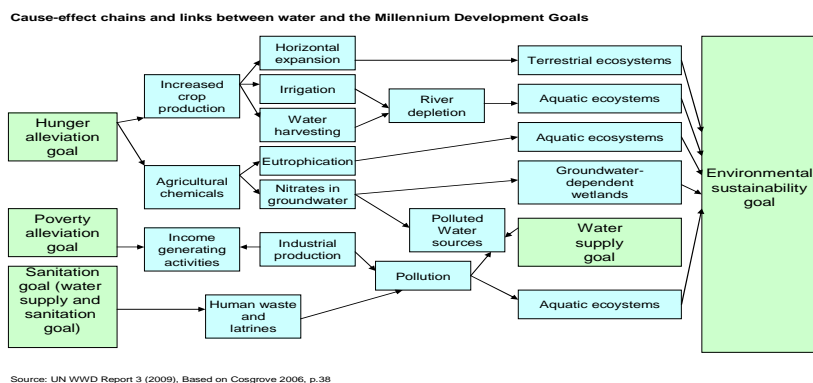 Cause-effect chains and links between water and the Millennium Development Goals
Horizontal
expansion
Terrestrial ecosystems
Increased
crop
production
Irrigation
River
depletion
Aquatic ecosystems
Hunger
alleviation
goal
Water
harvesting
Aquatic ecosystems
Eutrophication
Agricultural
chemicals
Nitrates in
groundwater
Groundwater-
dependent
wetlands
Environmental
sustainability
goal
Poverty
alleviation
goal
Income
generating
activities
Industrial
production
Polluted
Water
sources
Water
supply
goal
Sanitation
goal (water
supply and
sanitation
goal)
Pollution
Human waste
and
latrines
Aquatic ecoystems
Source: UN WWD Report 3 (2009), Based on Cosgrove 2006, p.38